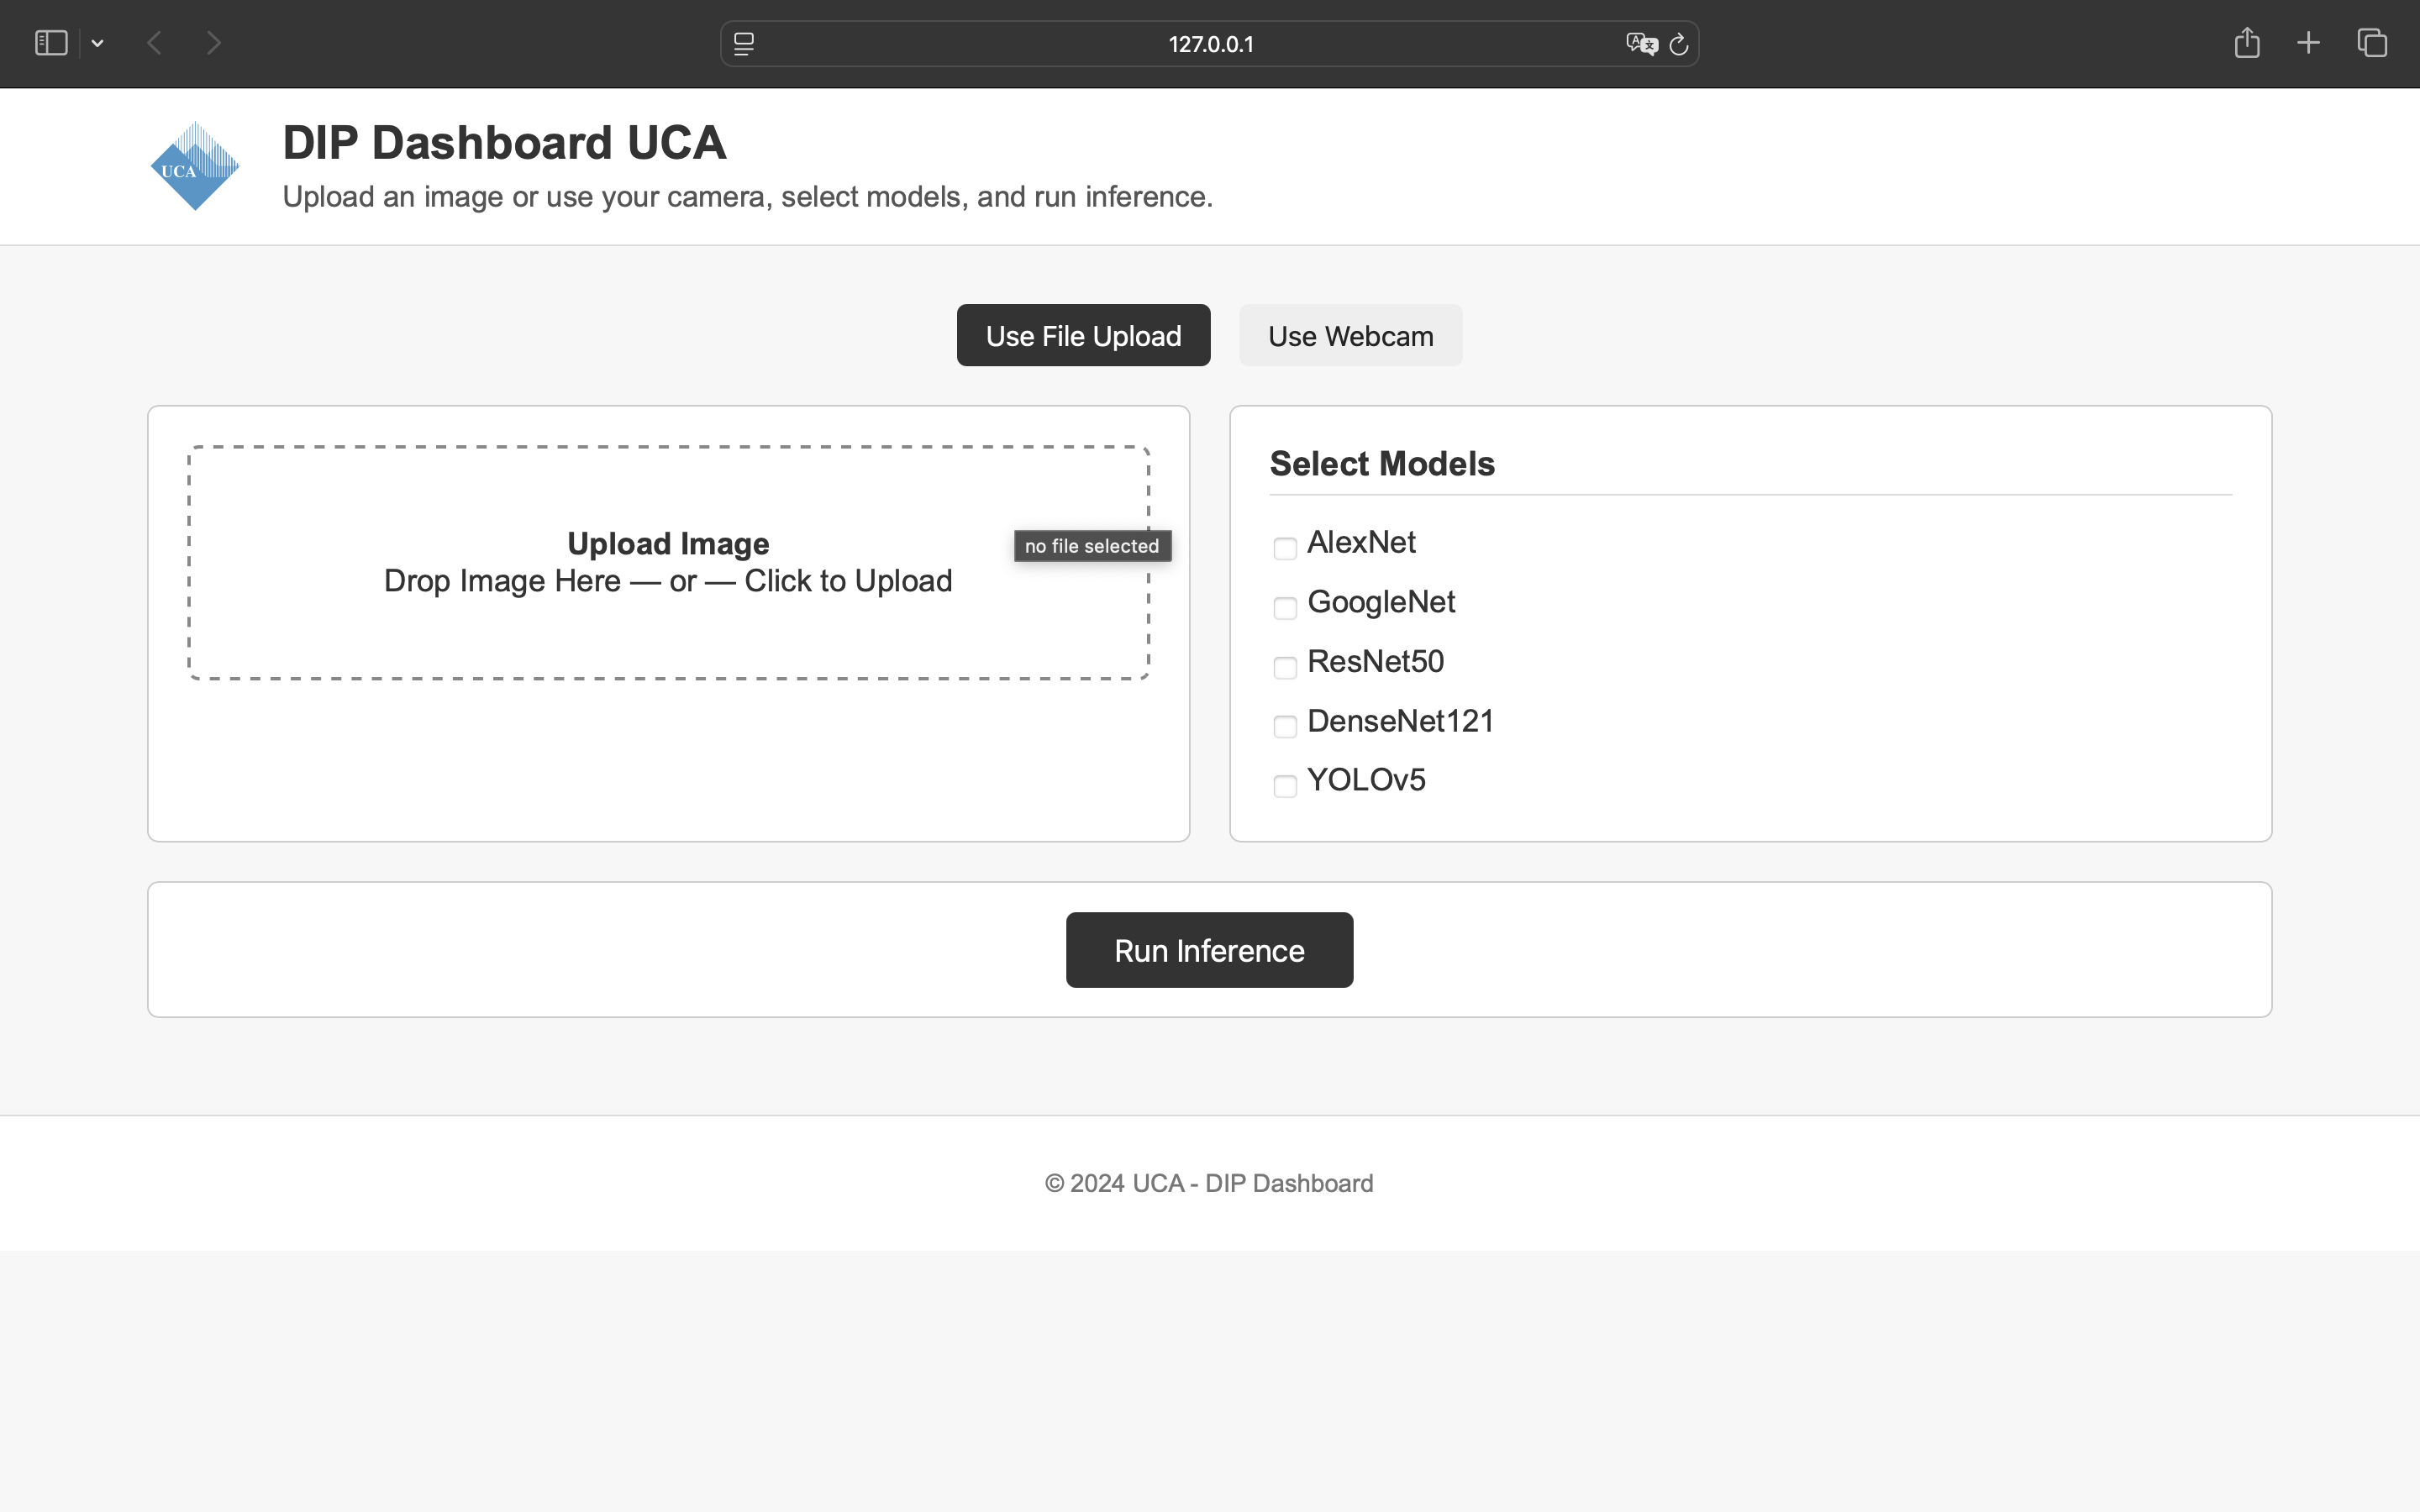 127.0.0.1
UCA
DIP Dashboard UCA
Upload an image or use your camera, select models, and run inference.
Use File Upload
Use Webcam
Upload Image
Drop Image Here — or — Click to Upload
no file selected
Select Models
AlexNet
GoogleNet
ResNet50
DenseNet121
YOLOv5
Run Inference
© 2024 UCA - DIP Dashboard